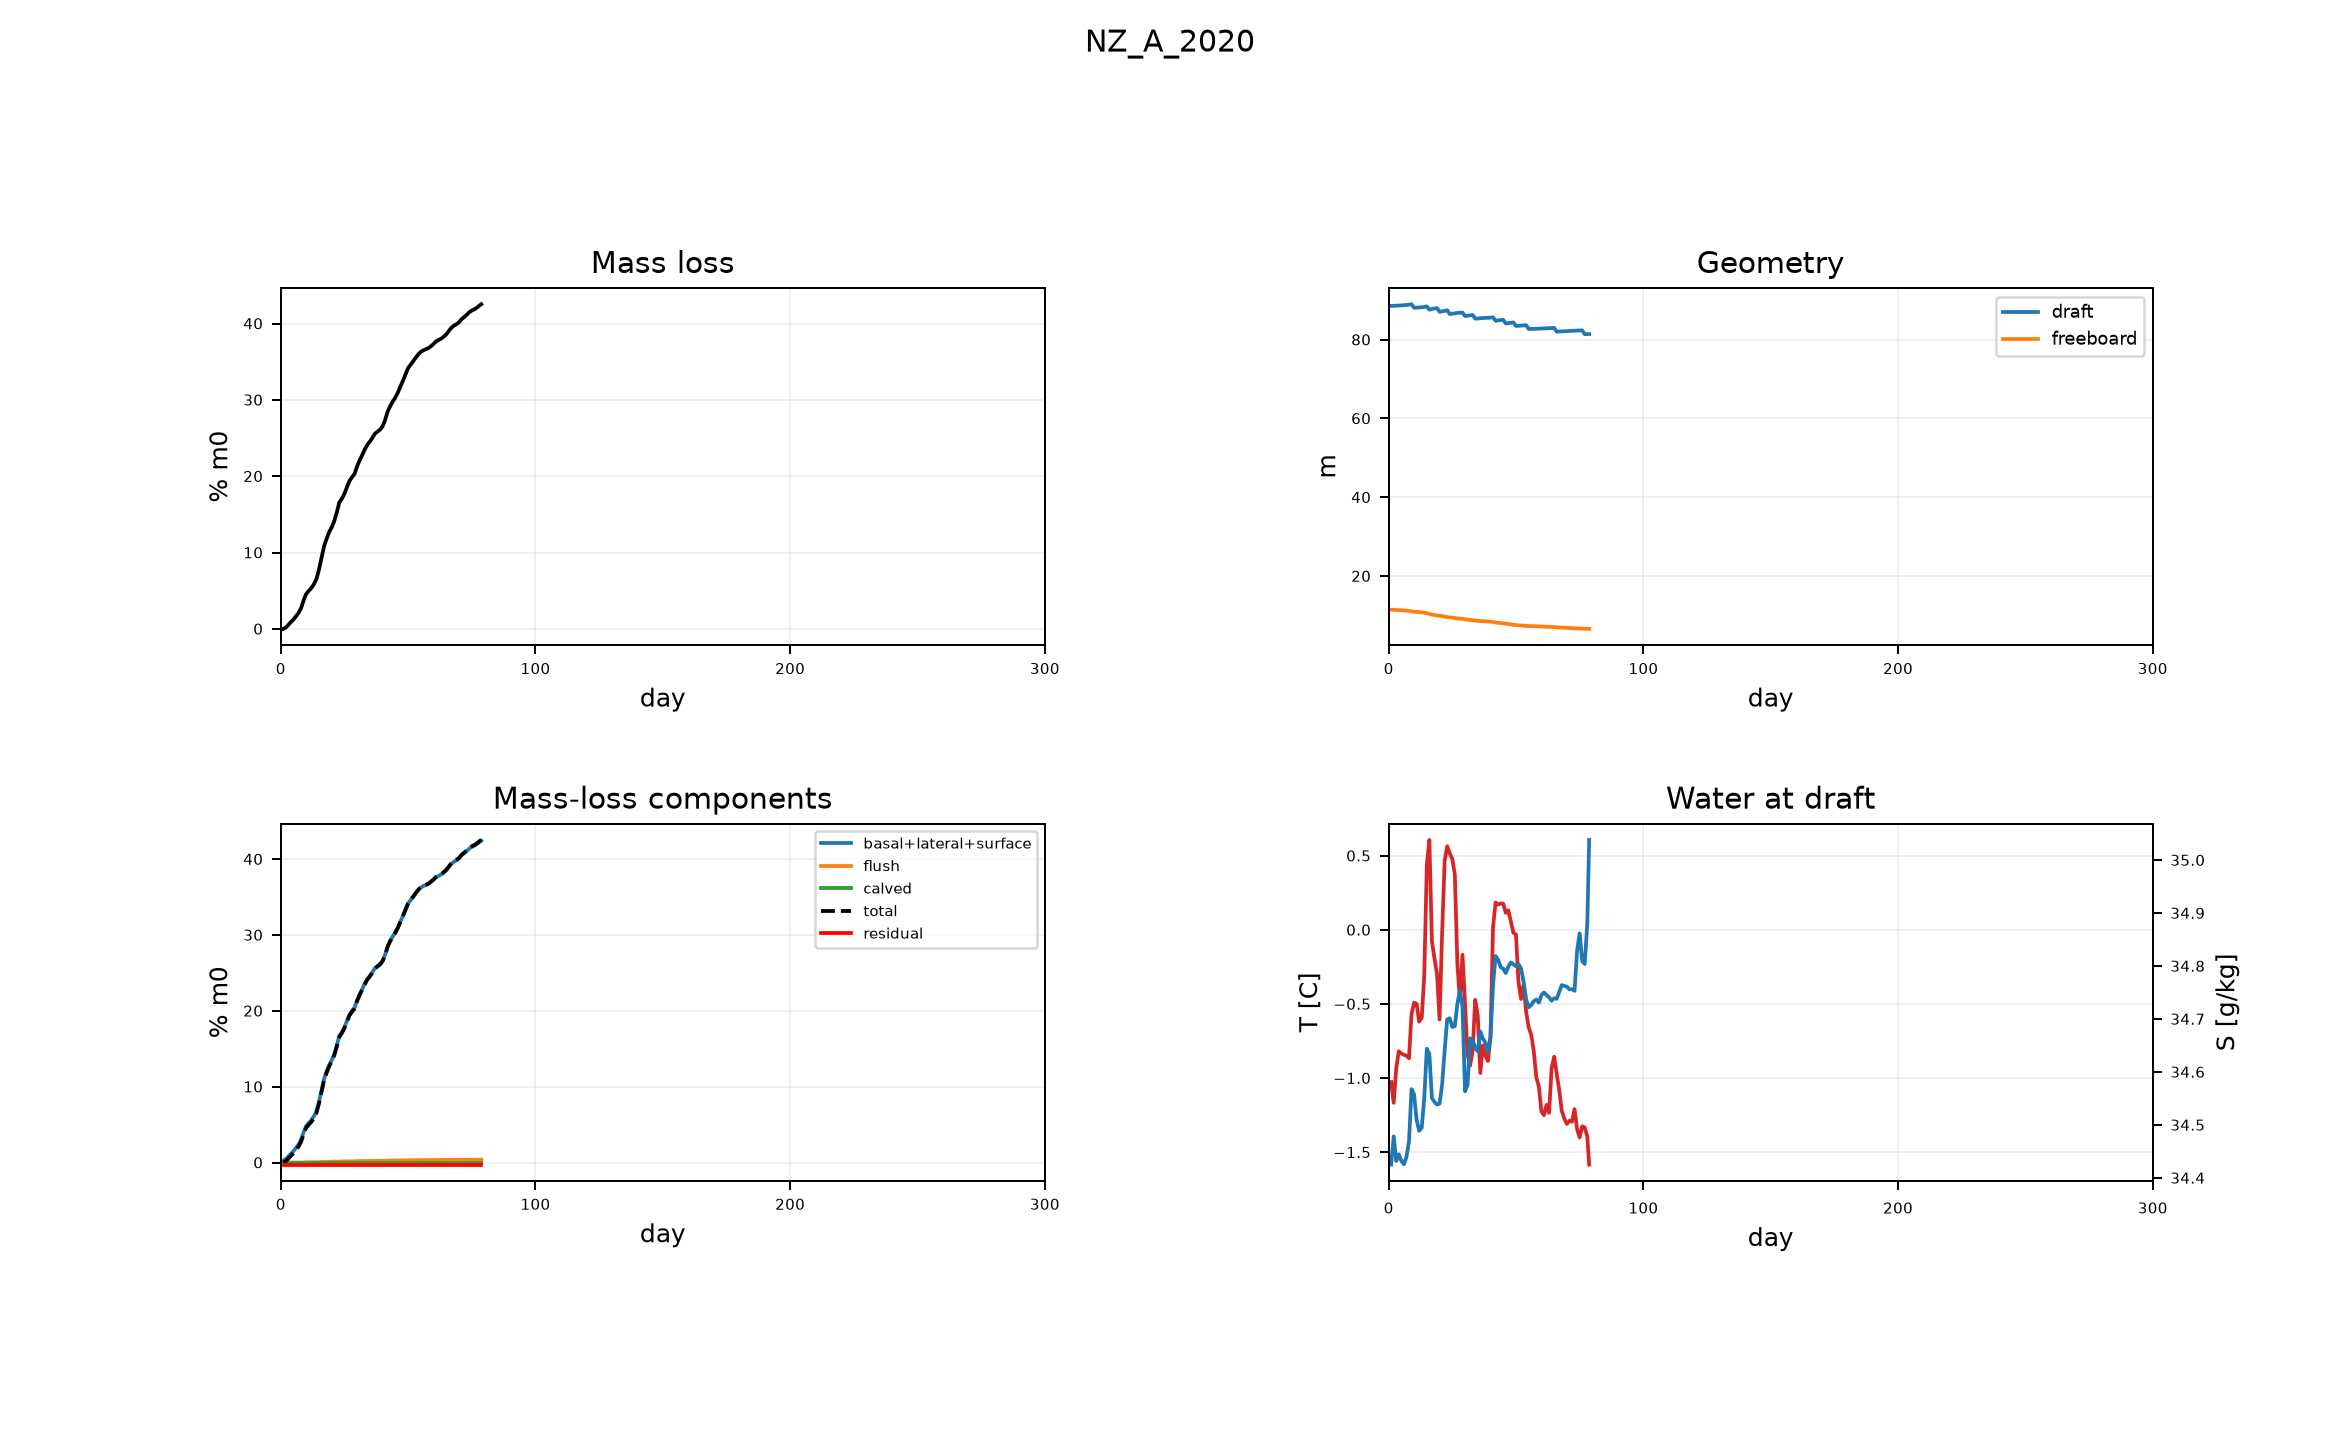 NZ_A_2020
Mass loss
% m0
40
30
20
10
0
0 100 200 300
day
Geometry
m
80
60
40
20
draft
freeboard
0 100 200 300
day
Mass-loss components
% m0
40
30
20
10
0
basal+lateral+surface
flush
calved
total
residual
0 100 200 300
day
Water at draft
T [C]
0.5
0.0
−0.5
−1.0
−1.5
35.0
34.9
34.8
34.7
34.6
34.5
34.4
S [g/kg]
0 100 200 300
day